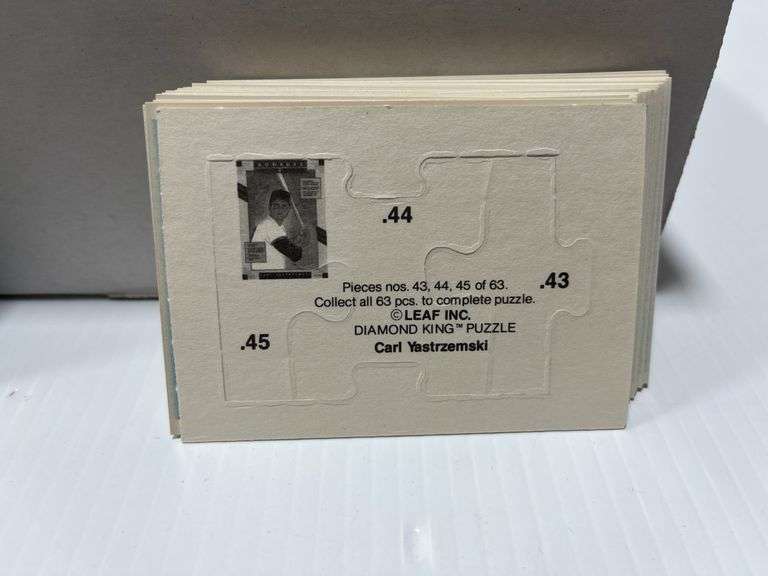 DONRUSS
.44
Pieces nos. 43, 44, 45 of 63.
.43
Collect all 63 pcs. to complete puzzle.
©LEAF INC.
DIAMOND KING™ PUZZLE
.45
Carl Yastrzemski